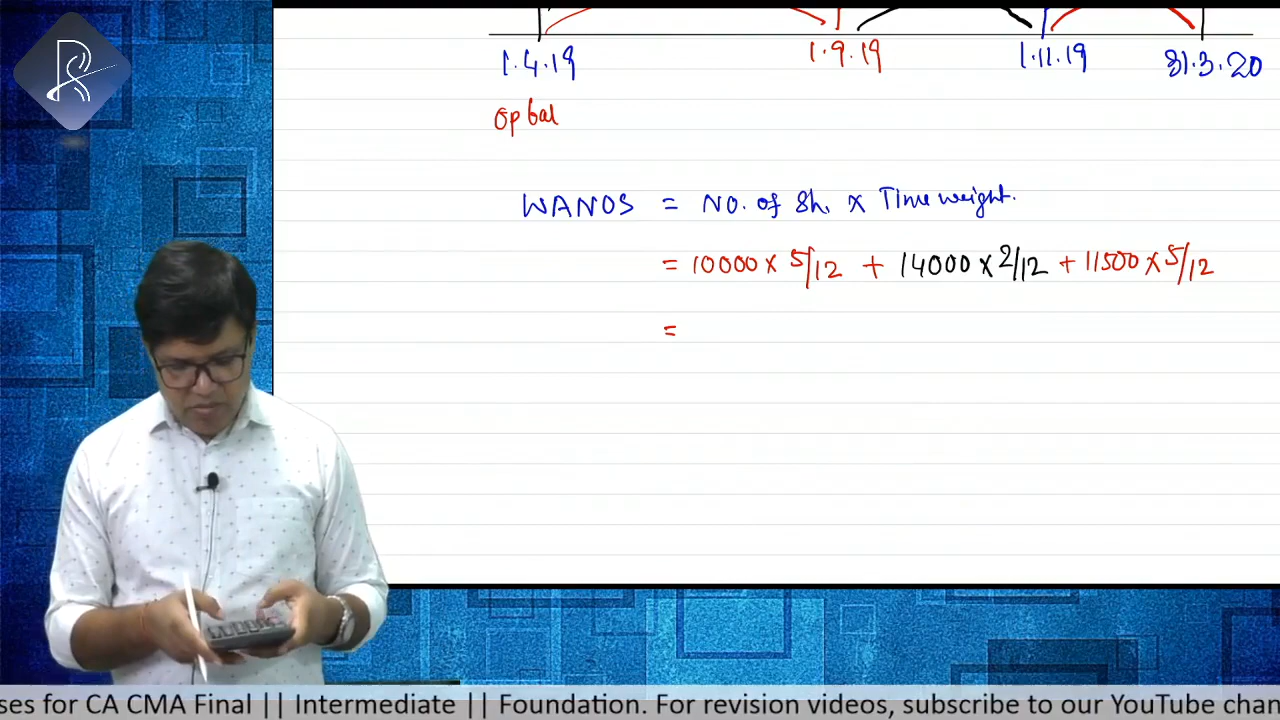 1.4.19 1.9.19 1.11.19 31.3.20
op bal
WANOS = NO. of Sh. x Time weight.
= 10000 x 5/12 + 14000 x 2/12 + 11500 x 5/12
=
ses for CA CMA Final || Intermediate || Foundation. For revision videos, subscribe to our YouTube chan